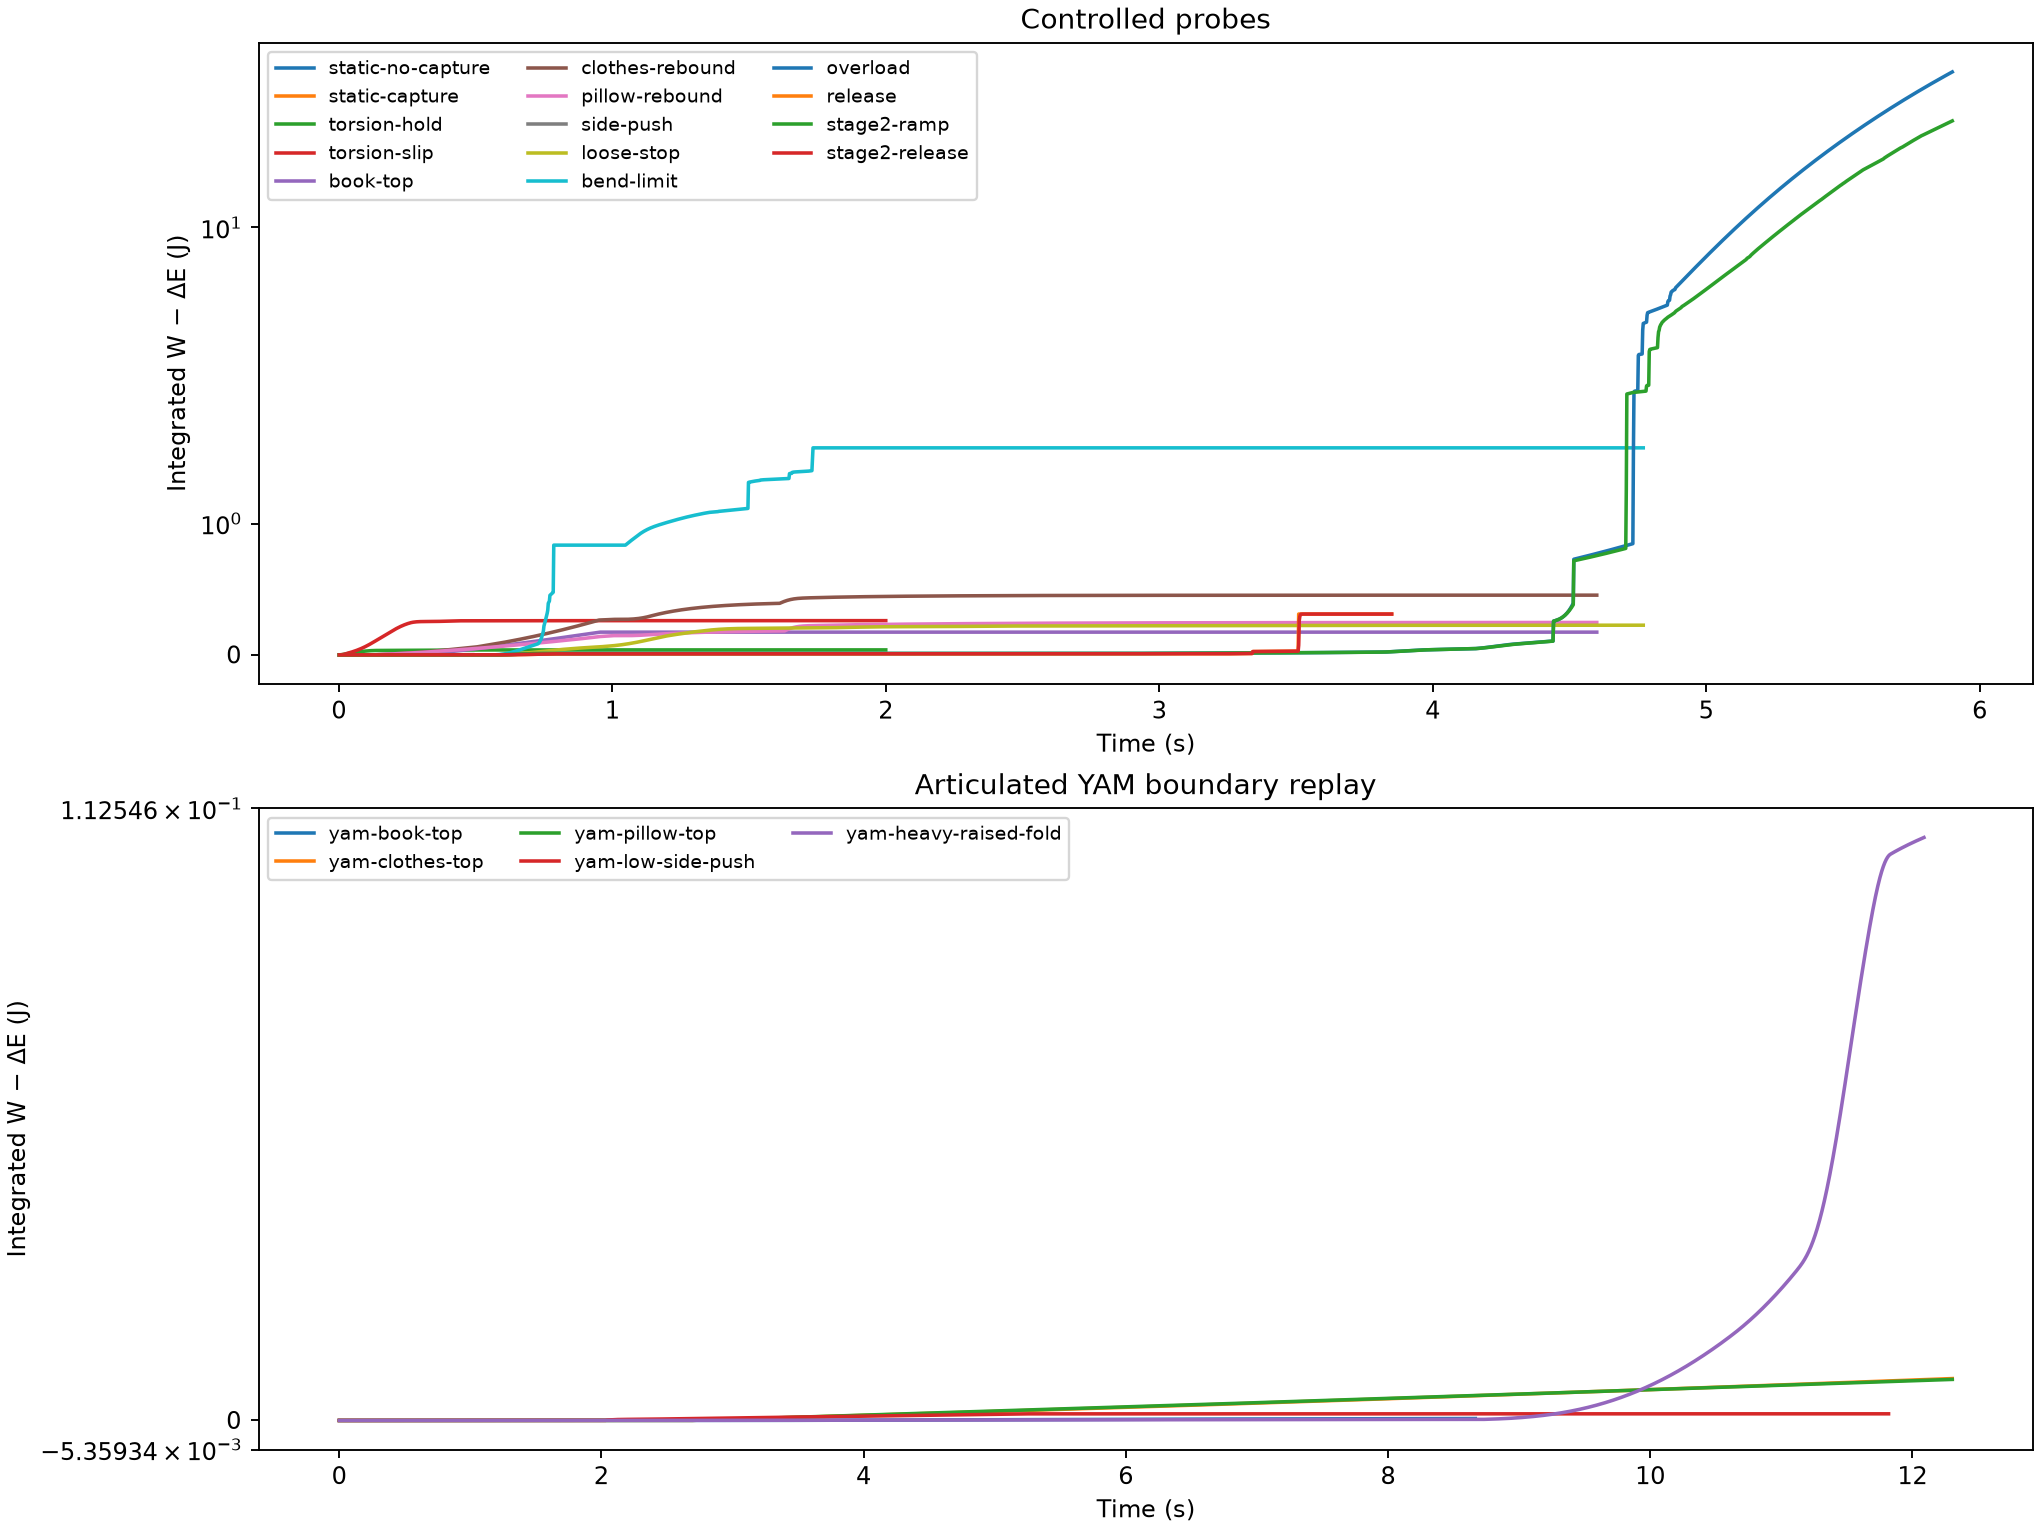 Controlled probes
static-no-capture
static-capture
torsion-hold
torsion-slip
book-top
clothes-rebound
pillow-rebound
side-push
loose-stop
bend-limit
overload
release
stage2-ramp
stage2-release
Integrated W − ΔE (J)
10¹
10⁰
0
0 1 2 3 4 5 6
Time (s)
Articulated YAM boundary replay
yam-book-top
yam-clothes-top
yam-pillow-top
yam-low-side-push
yam-heavy-raised-fold
Integrated W − ΔE (J)
1.12546 × 10⁻¹
0
−5.35934 × 10⁻³
0 2 4 6 8 10 12
Time (s)